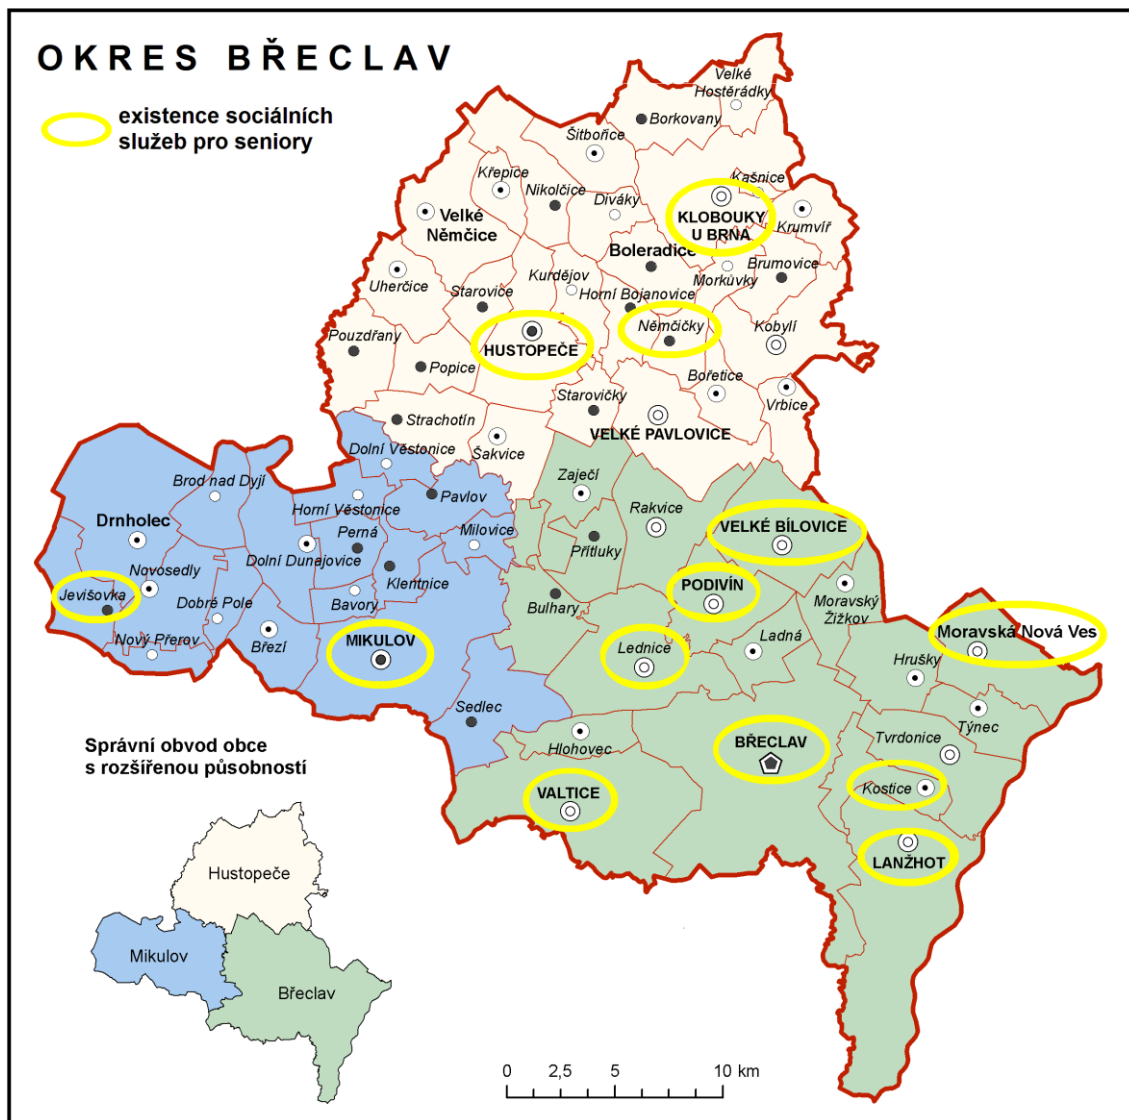 OKRES BŘECLAV
existence sociálních
služeb pro seniory
Velké
Hostěrádky
Borkovany
Šitbořice
Křepice
Nikolčice
Diváky
Kašnice
KLOBOUKY
U BRNA
Krumvíř
Velké
Němčice
Boleradice
Morkůvky
Brumovice
Uherčice
Kurdějov
Starovice
Horní Bojanovice
Němčičky
Kobylí
Pouzdřany
HUSTOPEČE
Popice
Bořetice
Vrbice
Starovičky
VELKÉ PAVLOVICE
Strachotín
Šakvice
Dolní Věstonice
Brod nad Dyjí
Horní Věstonice
Pavlov
Zaječí
Rakvice
VELKÉ BÍLOVICE
Drnholec
Perná
Milovice
Přítluky
Dolní Dunajovice
Klentnice
Novosedly
Jevišovka
Dobré Pole
Bavory
Bulhary
PODIVÍN
Moravský
Žižkov
Nový Přerov
Březí
MIKULOV
Lednice
Ladná
Moravská Nová Ves
Hrušky
Sedlec
Hlohovec
BŘECLAV
Týnec
Tvrdonice
Kostice
VALTICE
LANŽHOT
Správní obvod obce
s rozšířenou působností
Hustopeče
Mikulov
Břeclav
0 2,5 5 10 km